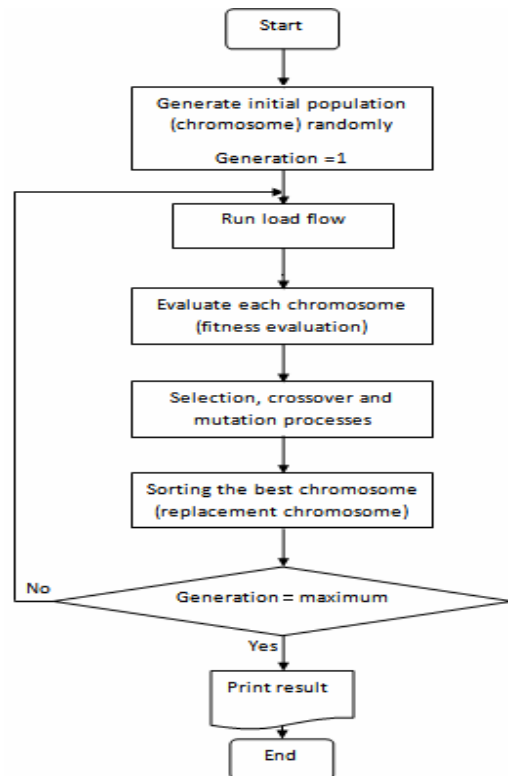 Start
Generate initial population
(chromosome) randomly
Generation =1
Run load flow
Evaluate each chromosome
(fitness evaluation)
Selection, crossover and
mutation processes
Sorting the best chromosome
(replacement chromosome)
No
Generation = maximum
Yes
Print result
End